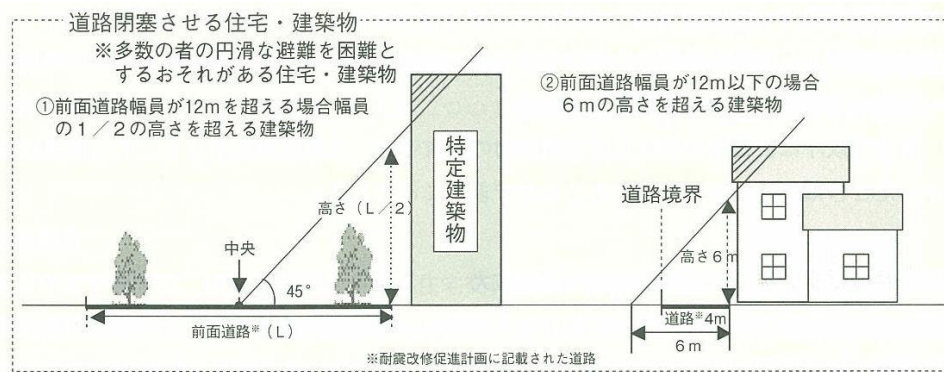 道路閉塞させる住宅・建築物
※多数の者の円滑な避難を困難と
するおそれがある住宅・建築物
①前面道路幅員が12mを超える場合幅員
の1／2の高さを超える建築物
②前面道路幅員が12m以下の場合
6mの高さを超える建築物
特定建築物
高さ（L／2）
中央
45°
前面道路※（L）
道路境界
高さ6m
道路※4m
6m
※耐震改修促進計画に記載された道路